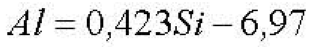 Al = 0,423Si – 6,97